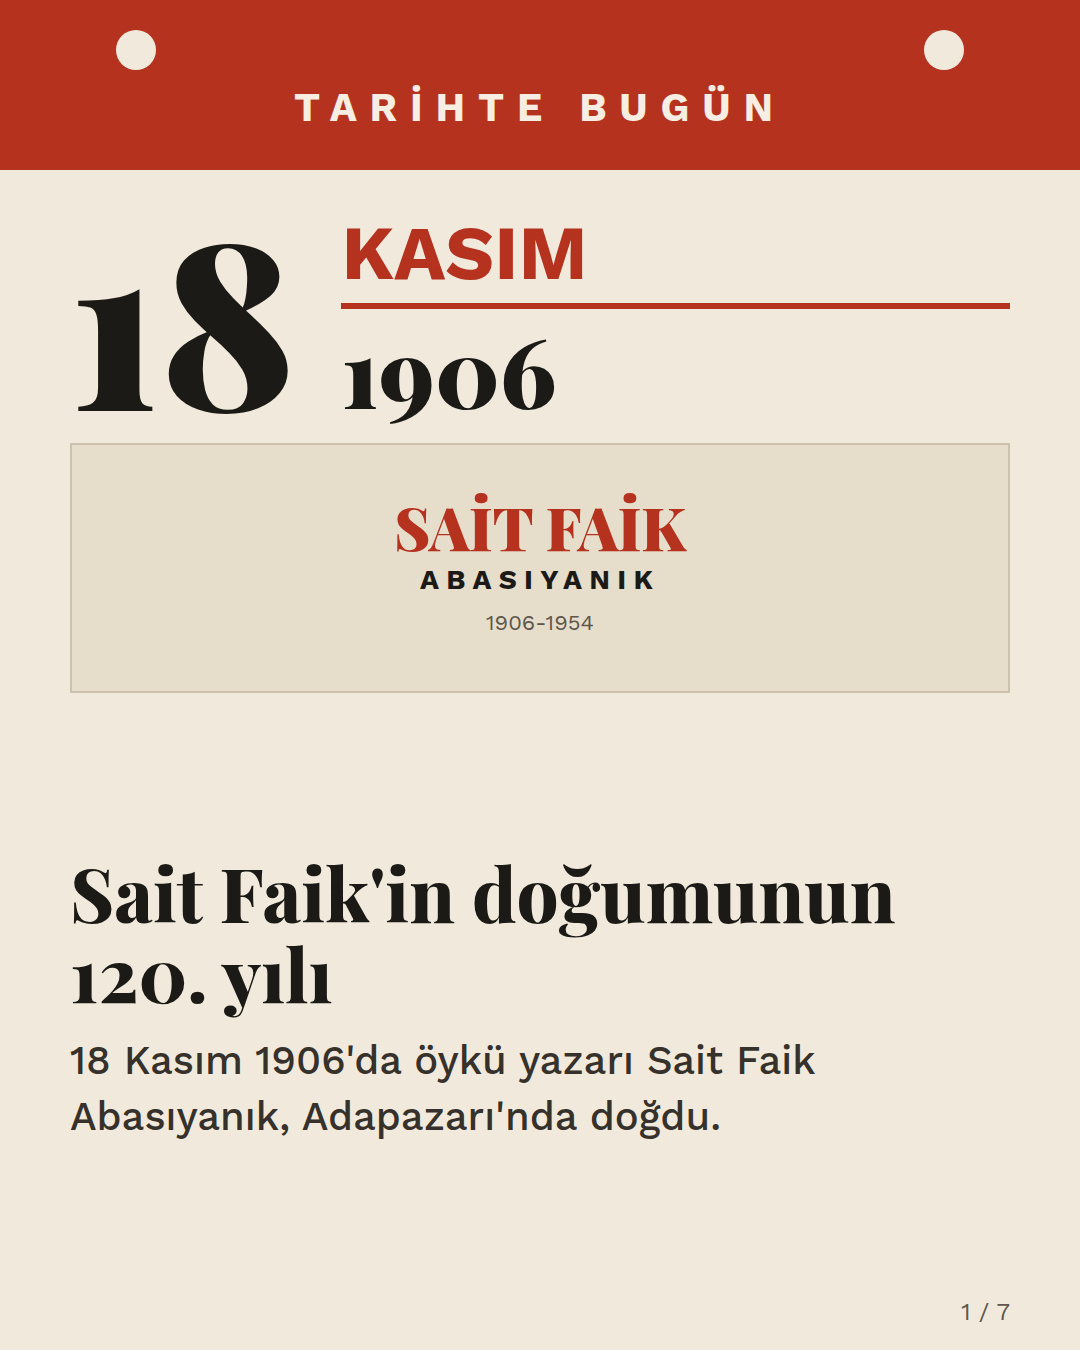 TARİHTE BUGÜN
18
KASIM
1906
SAİT FAİK
ABASIYANIK
1906-1954
Sait Faik'in doğumunun
120. yılı
18 Kasım 1906'da öykü yazarı Sait Faik
Abasıyanık, Adapazarı'nda doğdu.
1 / 7